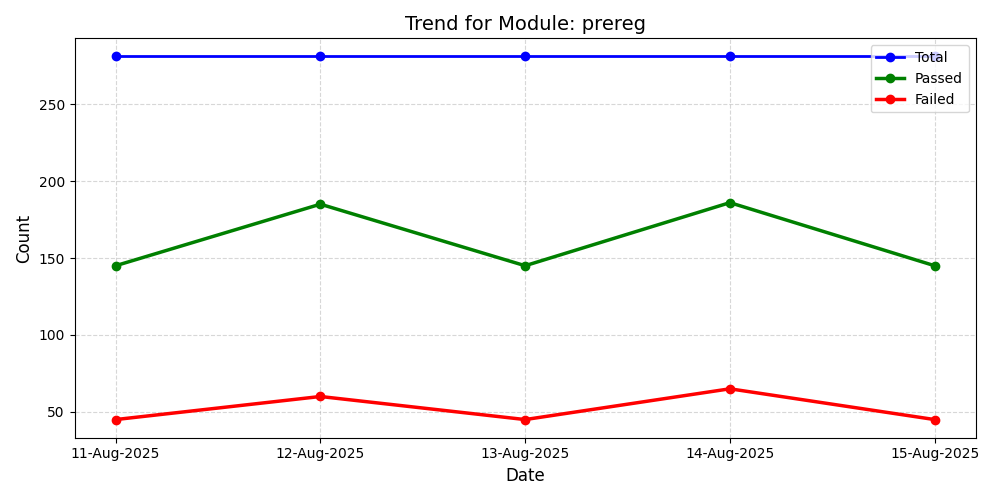 Trend for Module: prereg
Total
Passed
Failed
Count
250
200
150
100
50
11-Aug-2025
12-Aug-2025
13-Aug-2025
14-Aug-2025
15-Aug-2025
Date